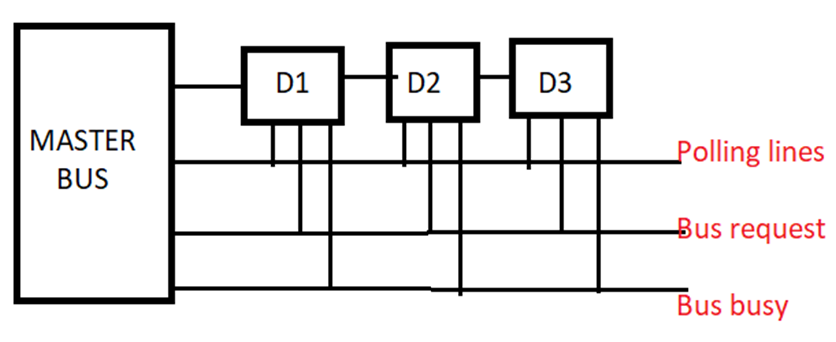 MASTER
BUS
D1
D2
D3
Polling lines
Bus request
Bus busy